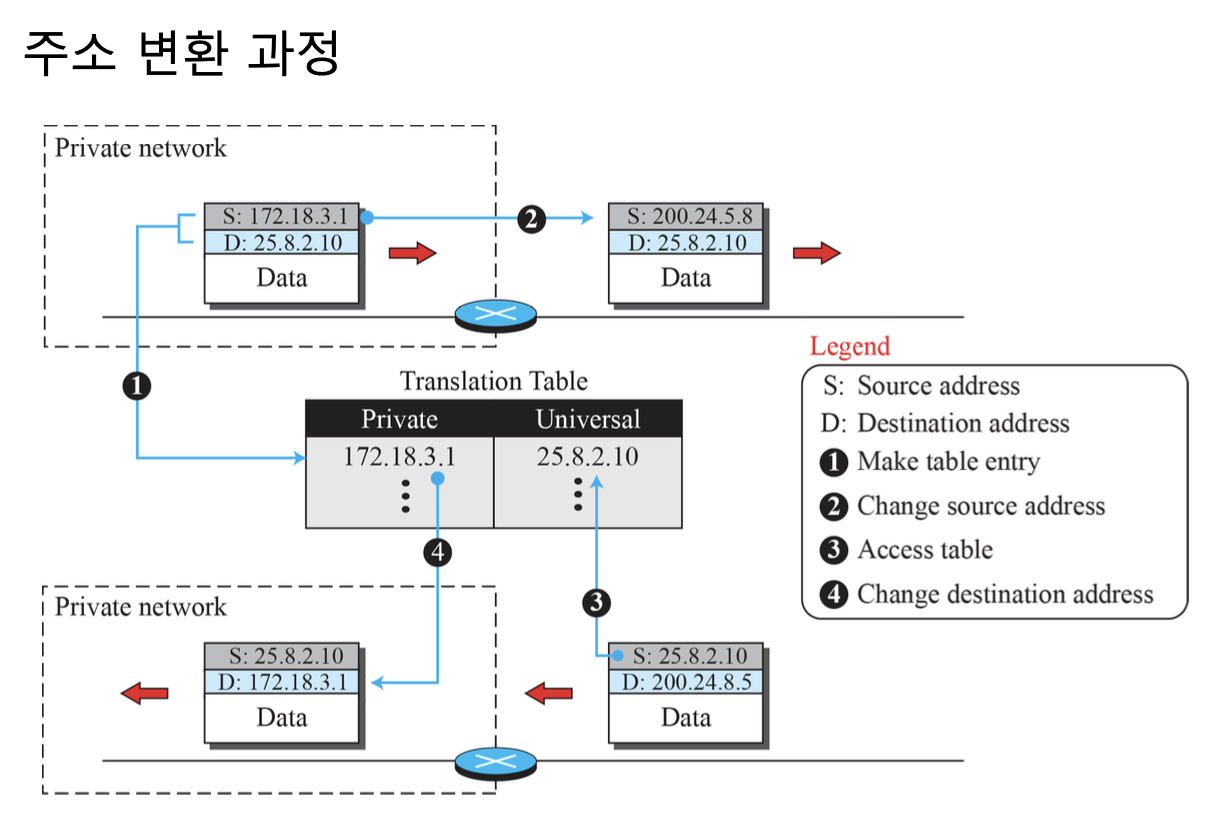 주소 변환 과정
Private network
S: 172.18.3.1
D: 25.8.2.10
Data
2
S: 200.24.5.8
D: 25.8.2.10
Data
1
Translation Table
Private Universal
172.18.3.1 25.8.2.10
4
3
Legend
S: Source address
D: Destination address
1 Make table entry
2 Change source address
3 Access table
4 Change destination address
Private network
S: 25.8.2.10
D: 172.18.3.1
Data
S: 25.8.2.10
D: 200.24.8.5
Data